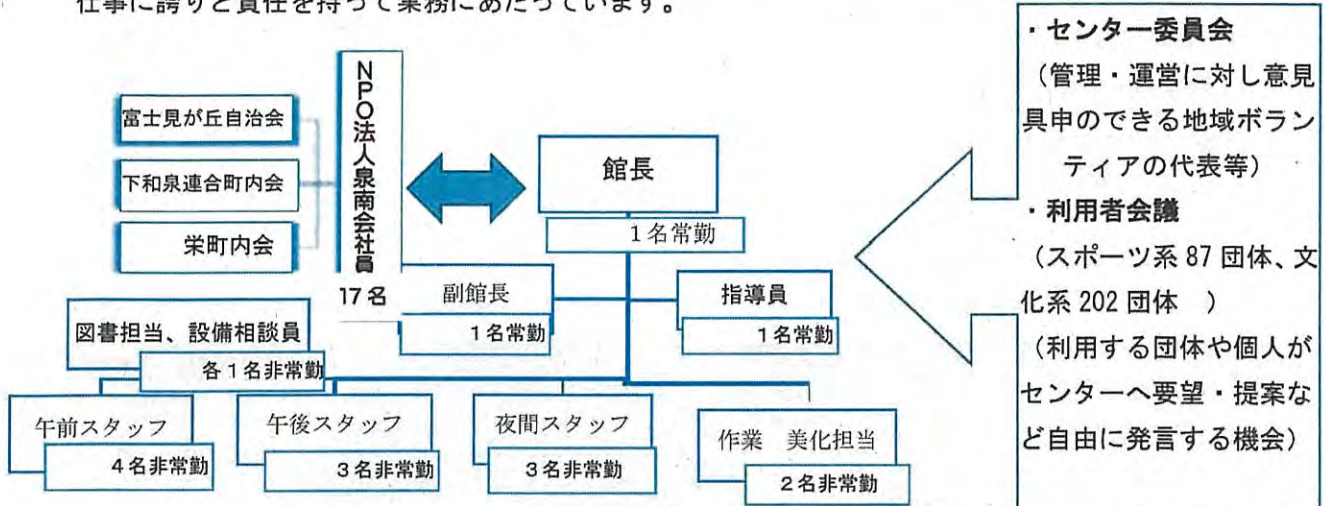 仕事に誇りと責任を持って業務にあたっています。
富士見が丘自治会
下和泉連合町内会
栄町内会
NPO法人泉南会社員
17名
館長
1名常勤
副館長
1名常勤
指導員
1名常勤
図書担当、設備相談員
各1名非常勤
午前スタッフ
4名非常勤
午後スタッフ
3名非常勤
夜間スタッフ
3名非常勤
作業　美化担当
2名非常勤
・センター委員会
（管理・運営に対し意見
具申のできる地域ボラン
ティアの代表等）
・利用者会議
（スポーツ系 87 団体、文
化系 202 団体　）
（利用する団体や個人が
センターへ要望・提案な
ど自由に発言する機会）